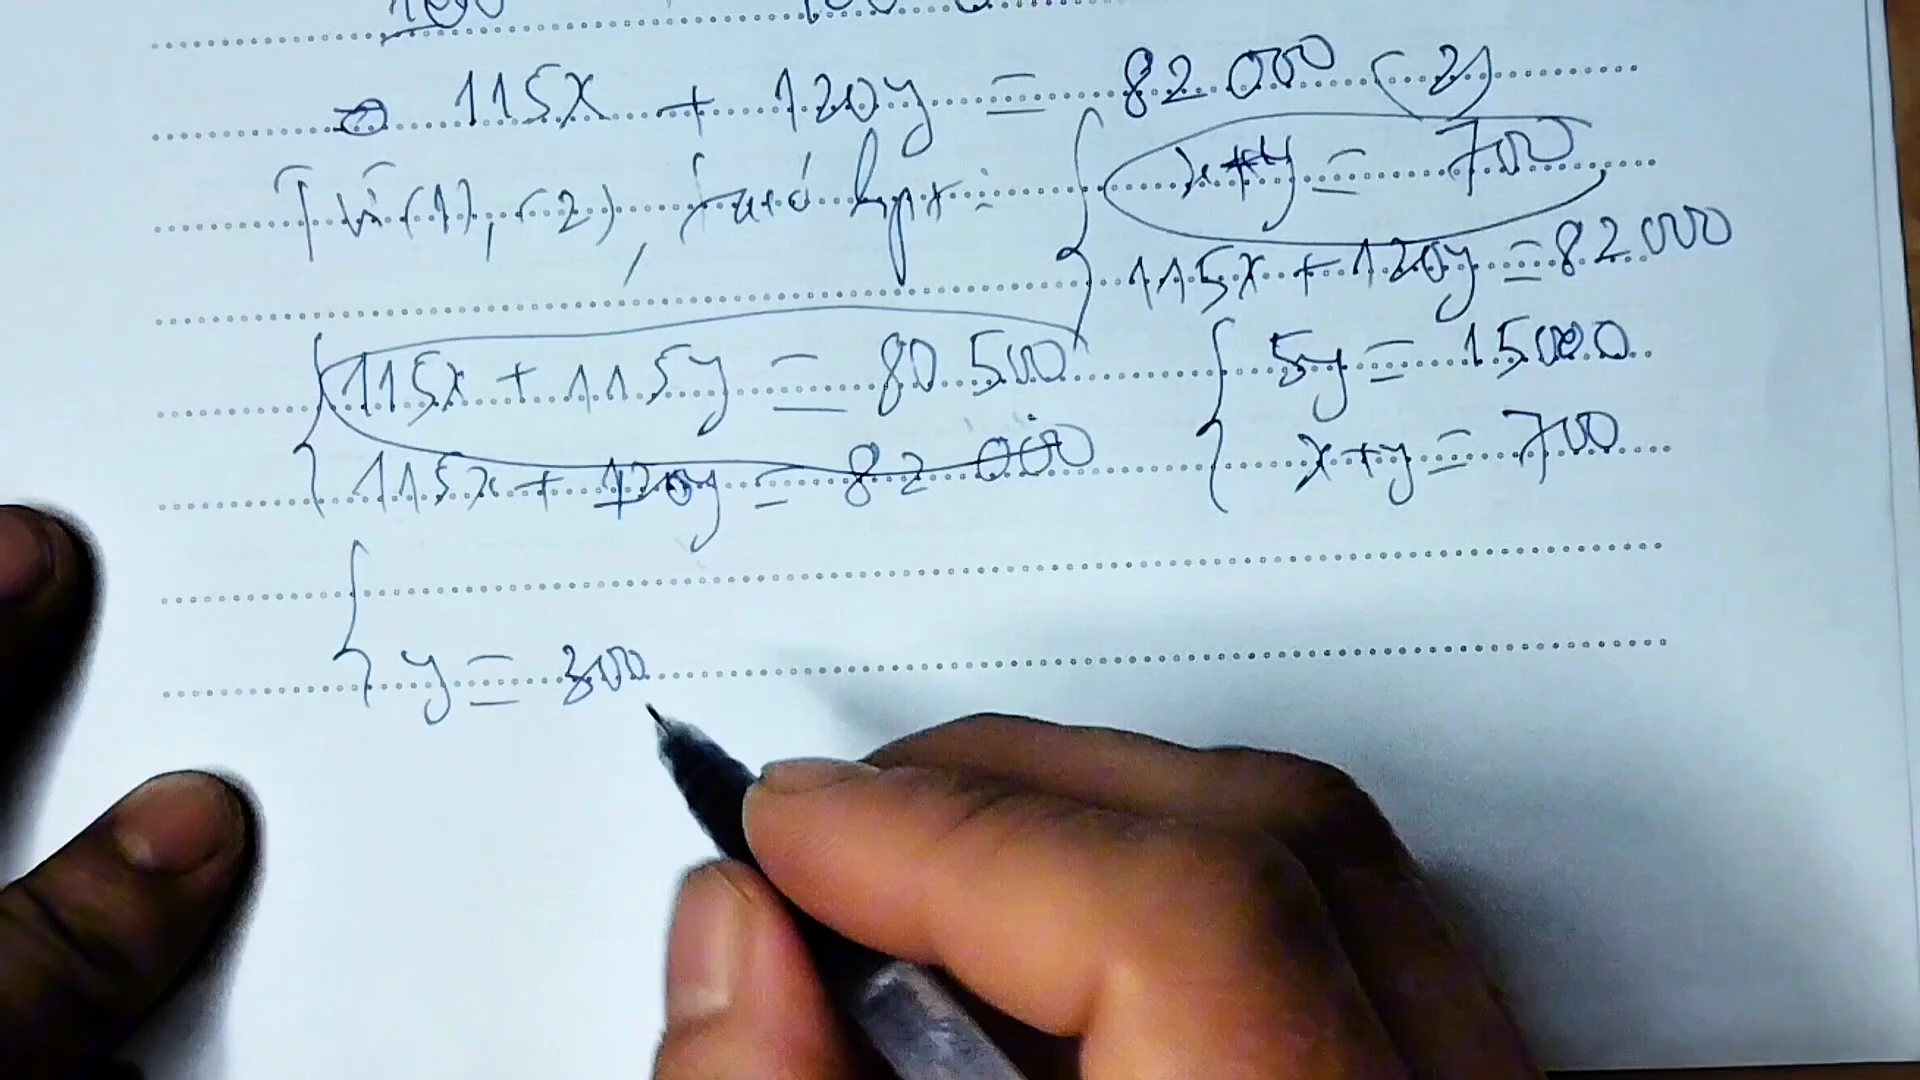 115x + 120y = 82.000 (2)
Từ (1), (2), ta có hpt: { x+y = 700
115x + 120y = 82.000
{ 115x + 115y = 80.500 { 5y = 1500
115x + 120y = 82 000 x+y = 700
{
y = 300